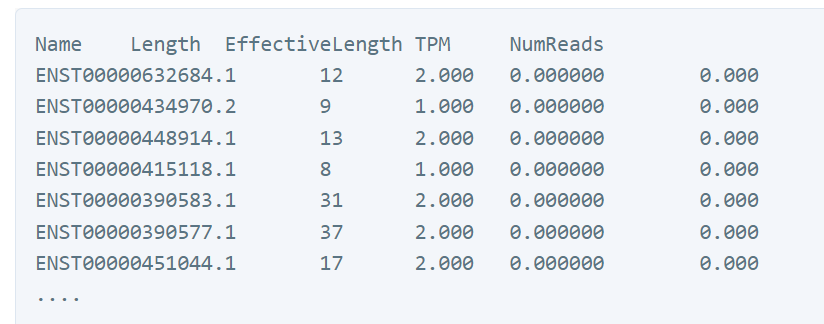 Name    Length  EffectiveLength TPM     NumReads
ENST00000632684.1       12      2.000   0.000000        0.000
ENST00000434970.2       9       1.000   0.000000        0.000
ENST00000448914.1       13      2.000   0.000000        0.000
ENST00000415118.1       8       1.000   0.000000        0.000
ENST00000390583.1       31      2.000   0.000000        0.000
ENST00000390577.1       37      2.000   0.000000        0.000
ENST00000451044.1       17      2.000   0.000000        0.000
....